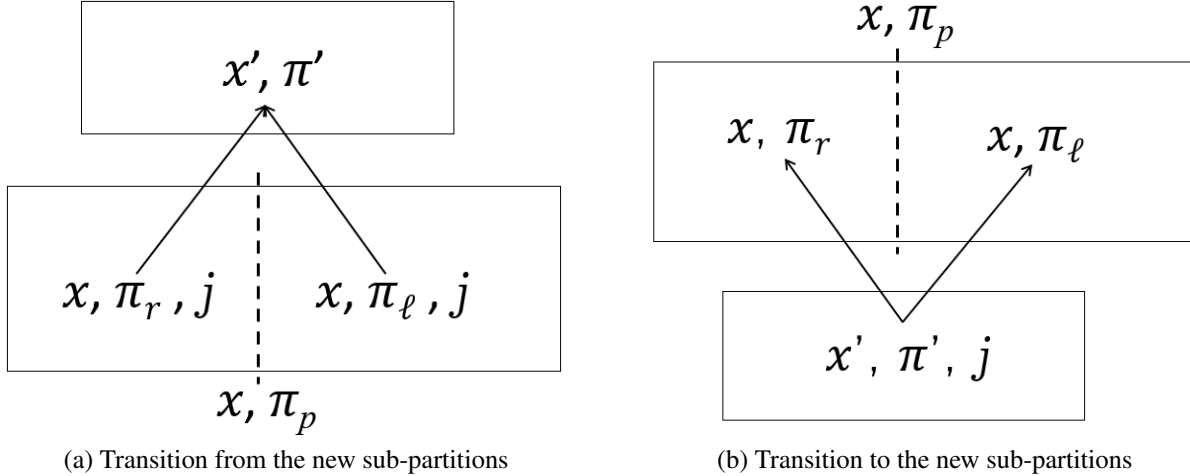 x', π'
x, π_r , j
x, π_ℓ , j
x, π_p
(a) Transition from the new sub-partitions
x, π_p
x, π_r
x, π_ℓ
x', π', j
(b) Transition to the new sub-partitions